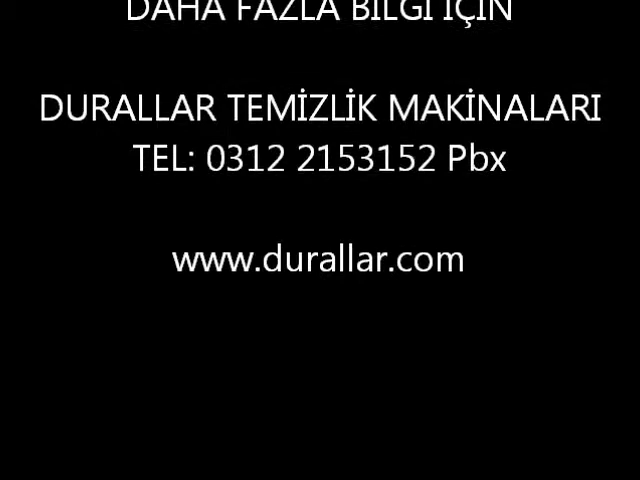 DAHA FAZLA BİLGİ İÇİN
DURALLAR TEMİZLİK MAKİNALARI
TEL: 0312 2153152 Pbx
www.durallar.com